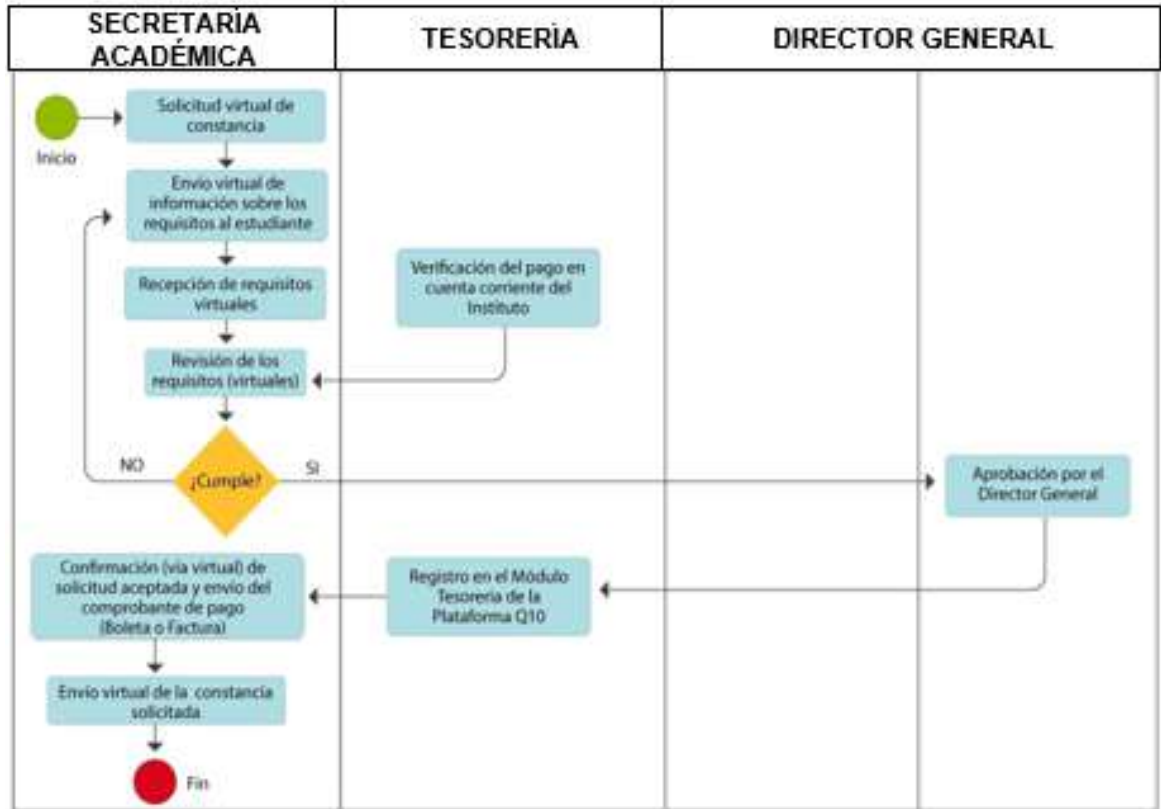 SECRETARÌA
ACADÉMICA
TESORERÌA
DIRECTOR GENERAL
Inicio
Solicitud virtual de
constancia
Envío virtual de
información sobre los
requisitos al estudiante
Recepción de requisitos
virtuales
Verificación del pago en
cuenta corriente del
Instituto
Revisión de los
requisitos (virtuales)
NO
¿Cumple?
SI
Aprobación por el
Director General
Confirmación (vía virtual) de
solicitud aceptada y envío del
comprobante de pago
(Boleta o Factura)
Registro en el Módulo
Tesorería de la
Plataforma Q10
Envío virtual de la constancia
solicitada
Fin